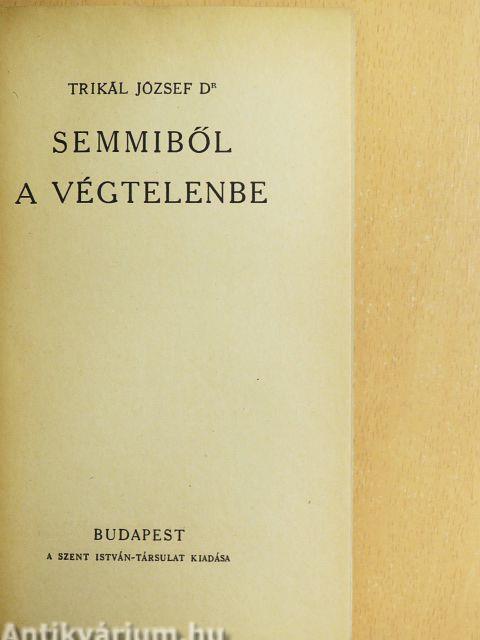 TRIKÁL JÓZSEF DR
SEMMIBŐL
A VÉGTELENBE
BUDAPEST
A SZENT ISTVÁN-TÁRSULAT KIADÁSA
Antikvárium.hu